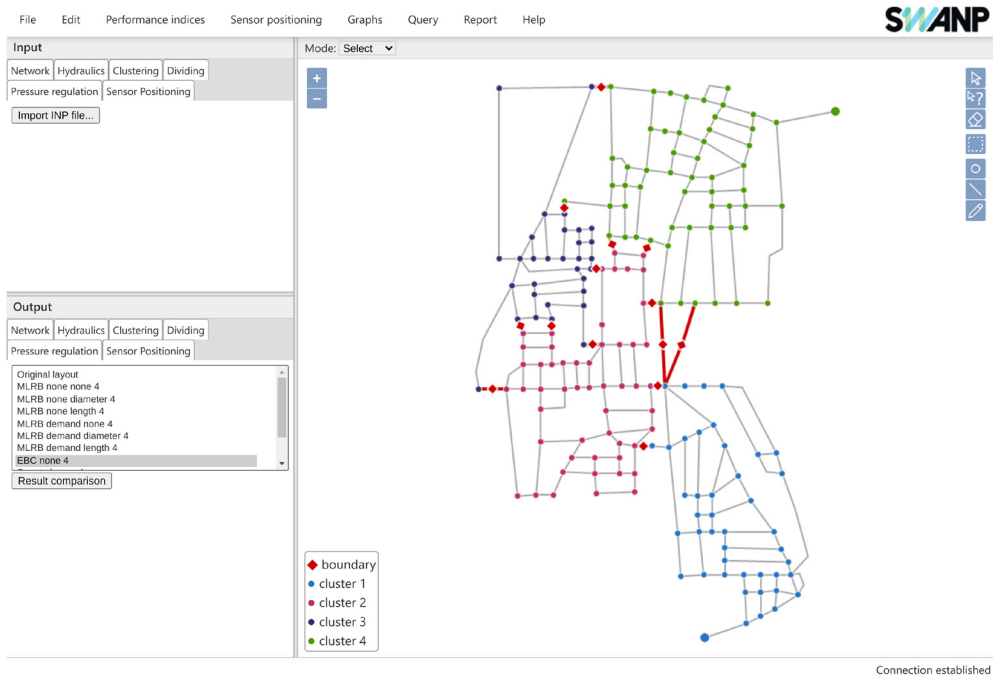 File Edit Performance indices Sensor positioning Graphs Query Report Help SWANP
Input
Mode: Select
Network Hydraulics Clustering Dividing
Pressure regulation Sensor Positioning
Import INP file...
+
−
?
Output
Network Hydraulics Clustering Dividing
Pressure regulation Sensor Positioning
Original layout
MLRB none none 4
MLRB none diameter 4
MLRB none length 4
MLRB demand none 4
MLRB demand diameter 4
MLRB demand length 4
EBC none 4
Result comparison
boundary
cluster 1
cluster 2
cluster 3
cluster 4
Connection established